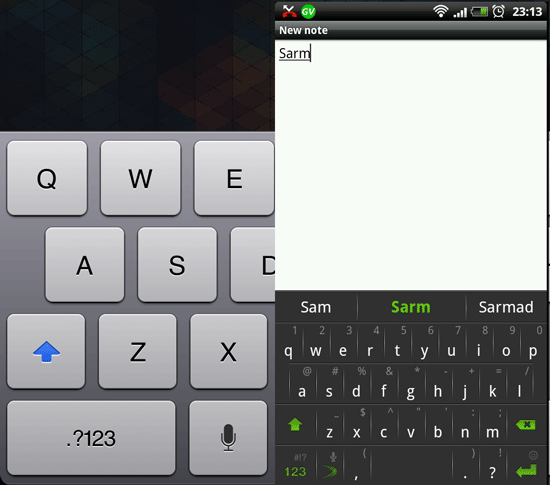 Q W E
A S D
Z X
.?123
GV 23:13
New note
Sarm
Sam Sarm Sarmad
1 2 3 4 5 6 7 8 9 0
q w e r t y u i o p
@ # % & * - + = /
a s d f g h j k l
_ $ ^ " ' : ;
z x c v b n m
#!? ( )
123 , . ?